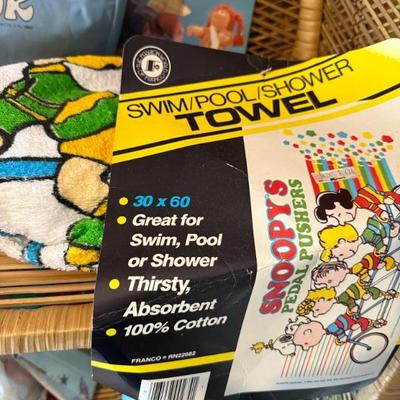 SWIM/POOL/SHOWER
TOWEL
• 30 x 60
• Great for
Swim, Pool
or Shower
• Thirsty,
Absorbent
• 100% Cotton
FRANCO ® RN22882
SNOOPY'S
PEDAL PUSHERS